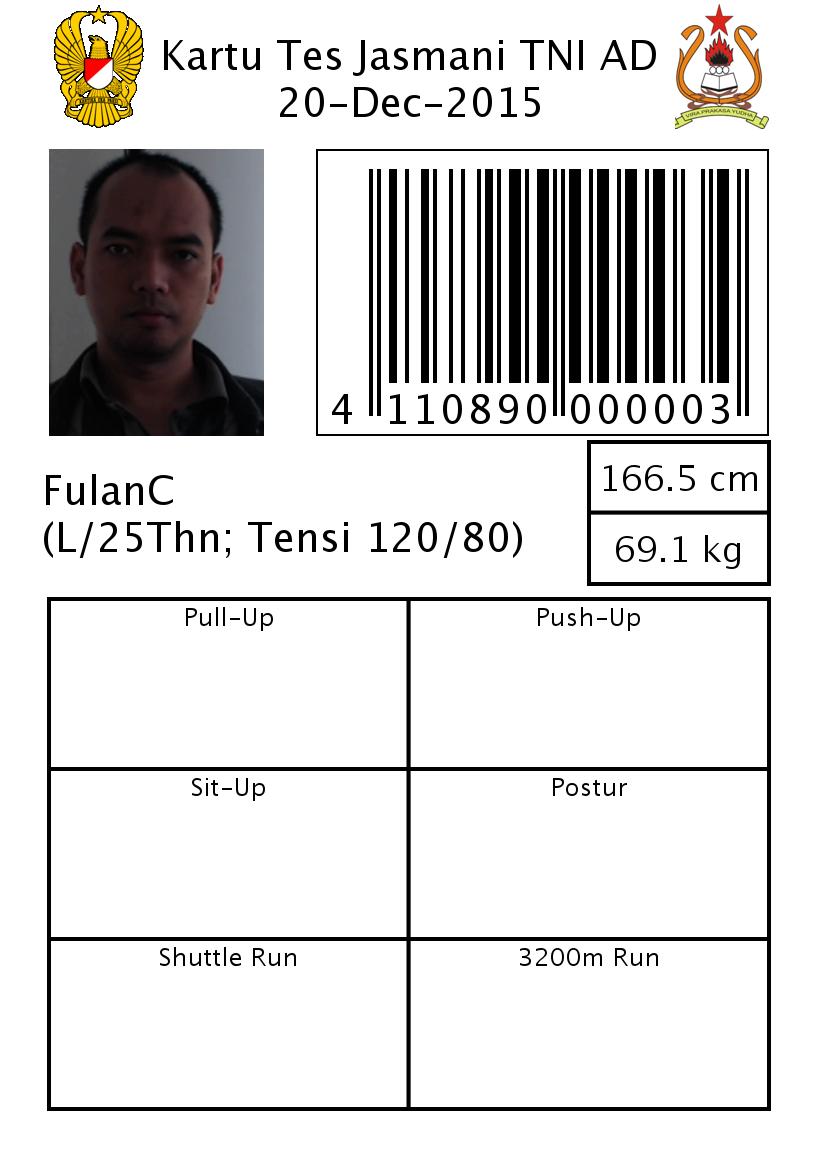 Kartu Tes Jasmani TNI AD
20-Dec-2015
VIRA PRAKASA YUDHA
4 110890 000003
166.5 cm
69.1 kg
FulanC
(L/25Thn; Tensi 120/80)
Pull-Up
Push-Up
Sit-Up
Postur
Shuttle Run
3200m Run